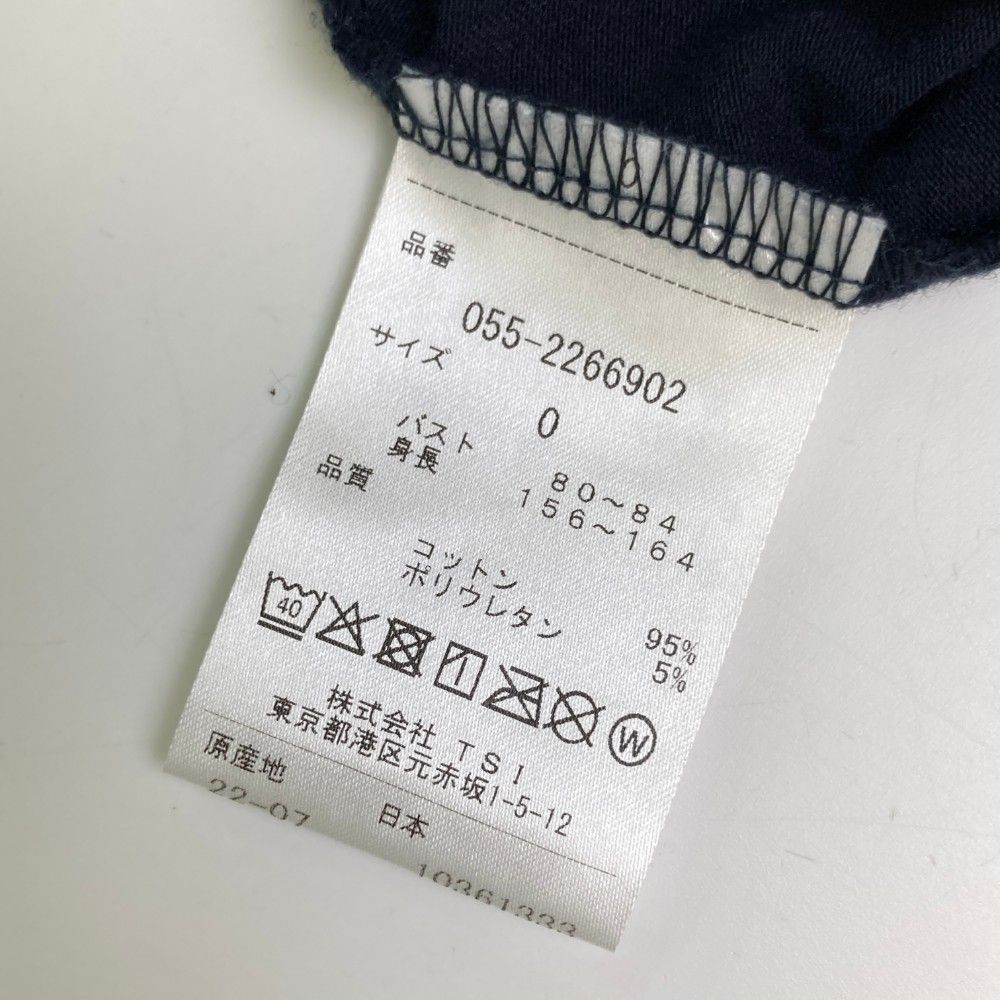 品番
055-2266902
サイズ
0
バスト 80～84
身長 156～164
品質
コットン 95%
ポリウレタン 5%
40
W
株式会社 TSI
東京都港区元赤坂1-5-12
原産地 日本
22-07 10361333